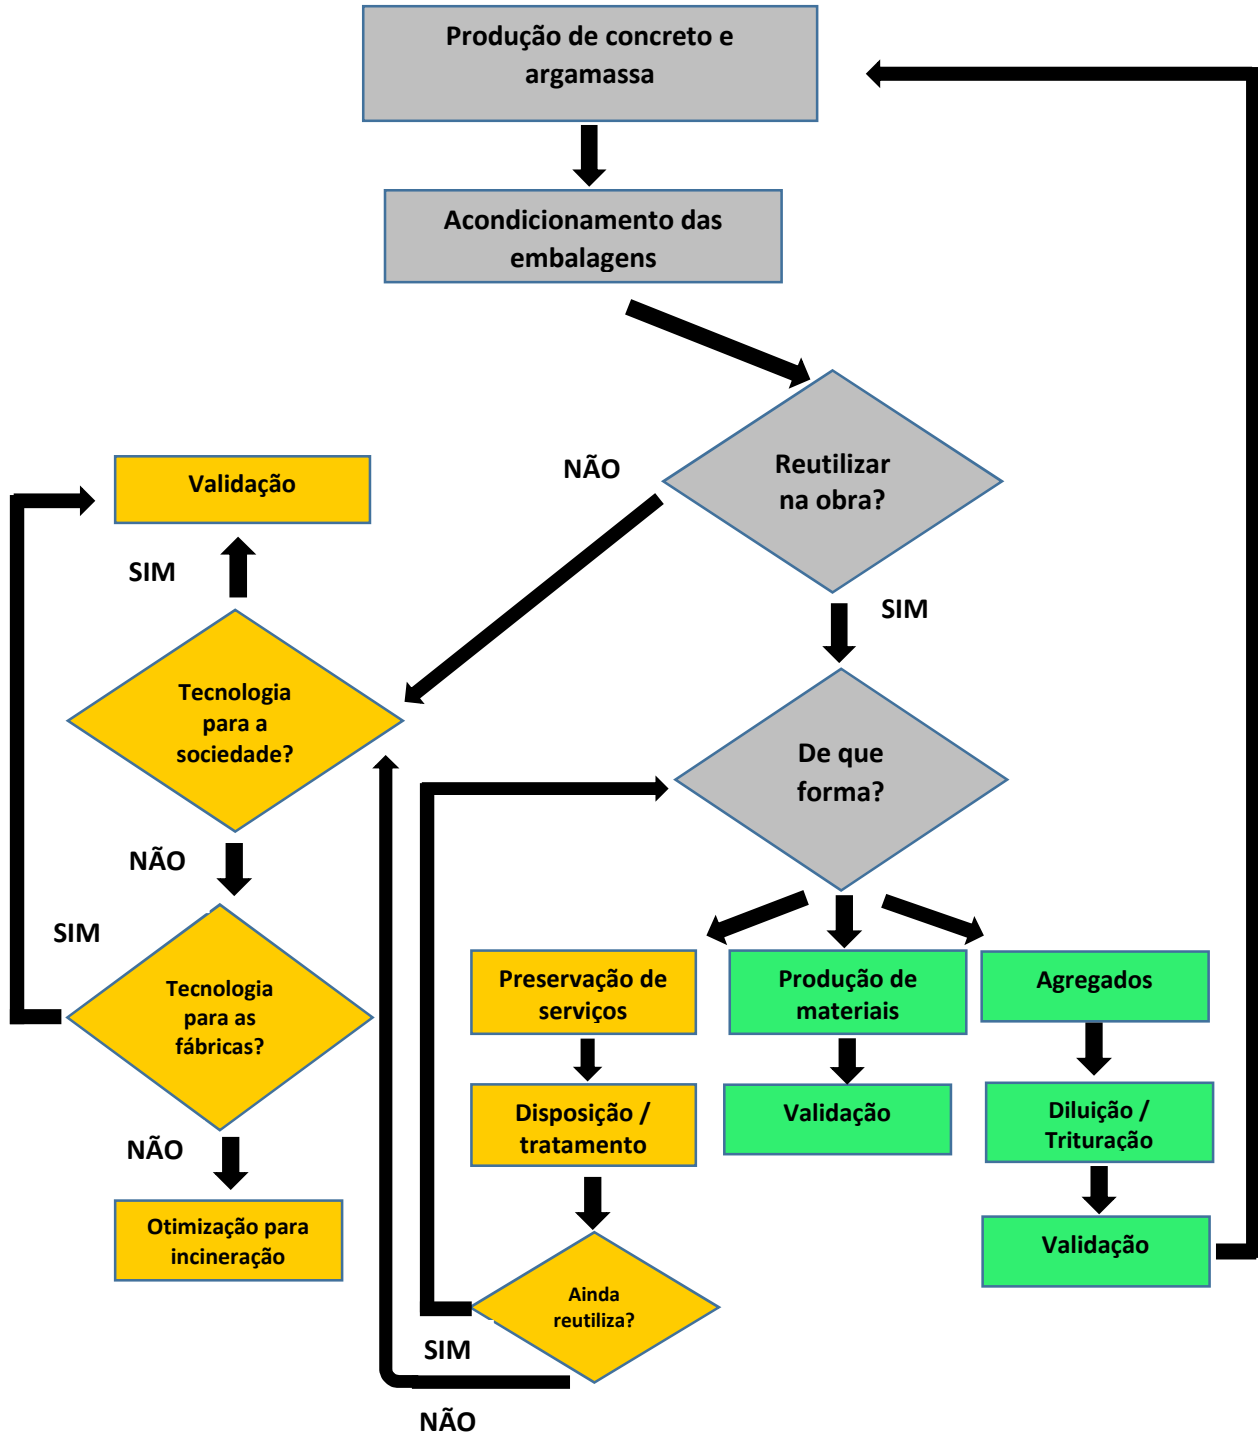 Produção de concreto e
argamassa
Acondicionamento das
embalagens
Reutilizar
na obra?
NÃO
SIM
Validação
SIM
Tecnologia
para a
sociedade?
NÃO
SIM
Tecnologia
para as
fábricas?
NÃO
Otimização para
incineração
De que
forma?
Preservação de
serviços
Produção de
materiais
Agregados
Disposição /
tratamento
Validação
Diluição /
Trituração
Validação
Ainda
reutiliza?
SIM
NÃO